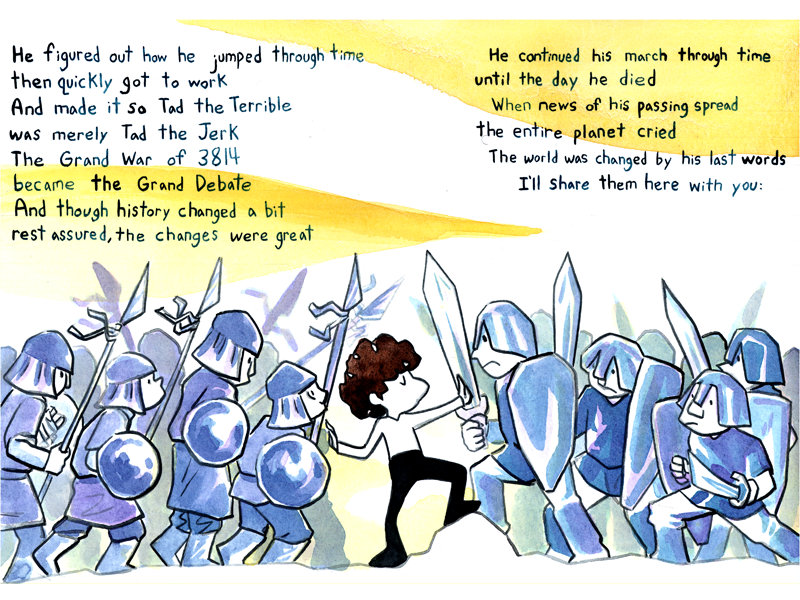 He figured out how he jumped through time
then quickly got to work
And made it so Tad the Terrible
was merely Tad the Jerk
The Grand War of 3814
became the Grand Debate
And though history changed a bit
rest assured, the changes were great
He continued his march through time
until the day he died
When news of his passing spread
the entire planet cried
The world was changed by his last words
I'll share them here with you: